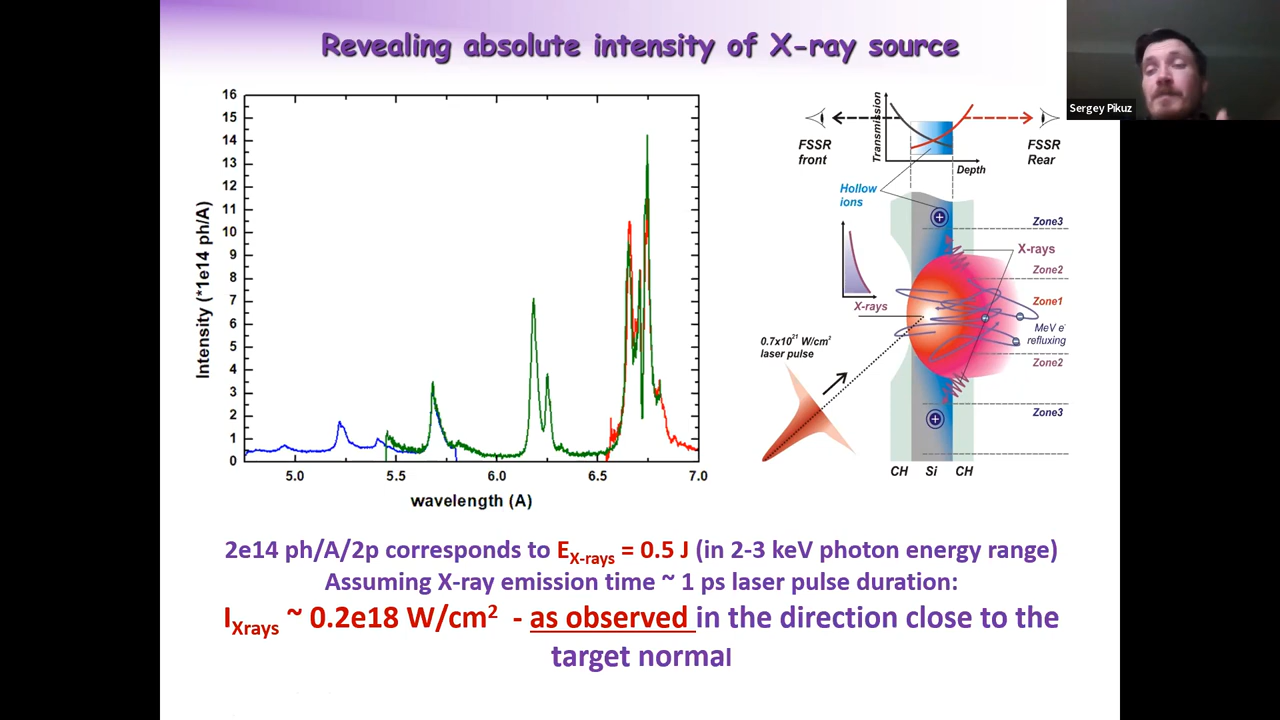 Revealing absolute intensity of X-ray source
Sergey Pikuz
Intensity (*1e14 ph/A)
16
15
14
13
12
11
10
9
8
7
6
5
4
3
2
1
0
5.0 5.5 6.0 6.5 7.0
wavelength (A)
Transmission
FSSR
front
FSSR
Rear
Depth
Hollow
ions
+
Zone3
X-rays
Zone2
X-rays
Zone1
MeV e-
refluxing
0.7x10²¹ W/cm²
laser pulse
Zone2
Zone3
+
CH Si CH
2e14 ph/A/2p corresponds to EX-rays = 0.5 J (in 2-3 keV photon energy range)
Assuming X-ray emission time ~ 1 ps laser pulse duration:
IXrays ~ 0.2e18 W/cm² - as observed in the direction close to the
target normal